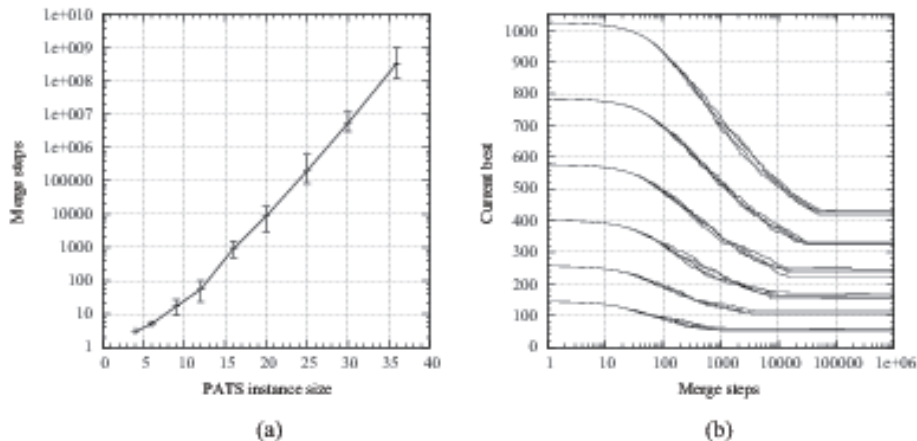 1e+010
1e+009
1e+008
1e+007
1e+006
100000
10000
1000
100
10
1
0 5 10 15 20 25 30 35 40
Merge steps
PATS instance size
(a)
1000
900
800
700
600
500
400
300
200
100
0
1 10 100 1000 10000 100000 1e+06
Current best
Merge steps
(b)